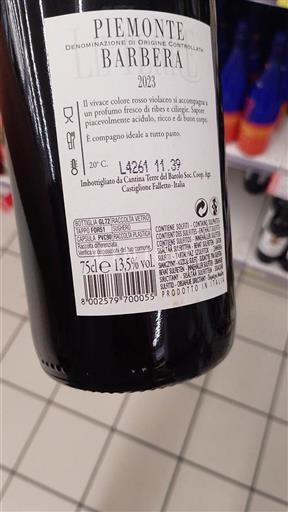 PIEMONTE
DENOMINAZIONE DI ORIGINE CONTROLLATA
BARBERA
2023
Il vivace colore rosso violaceo si accompagna a
un profumo fresco di ribes e ciliegie. Sapore
piacevolmente acidulo, ricco e di buon corpo.
È compagno ideale a tutto pasto.
20° C.
L4261 11.39
Imbottigliato da Cantina Terre del Barolo Soc. Coop. Agr.
Castiglione Falletto - Italia
BOTTIGLIA GL72 RACCOLTA VETRO
TAPPO FOR51 SUGHERO
CAPSULA PVC90 RACCOLTA PLASTICA
Raccolta differenziata.
Verifica le disposizioni del tuo comune.
75cl e 13,5% vol.
8 002579 700055
CONTIENE SOLFITI - CONTAINS SULFITES
PRODOTTO IN ITALIA